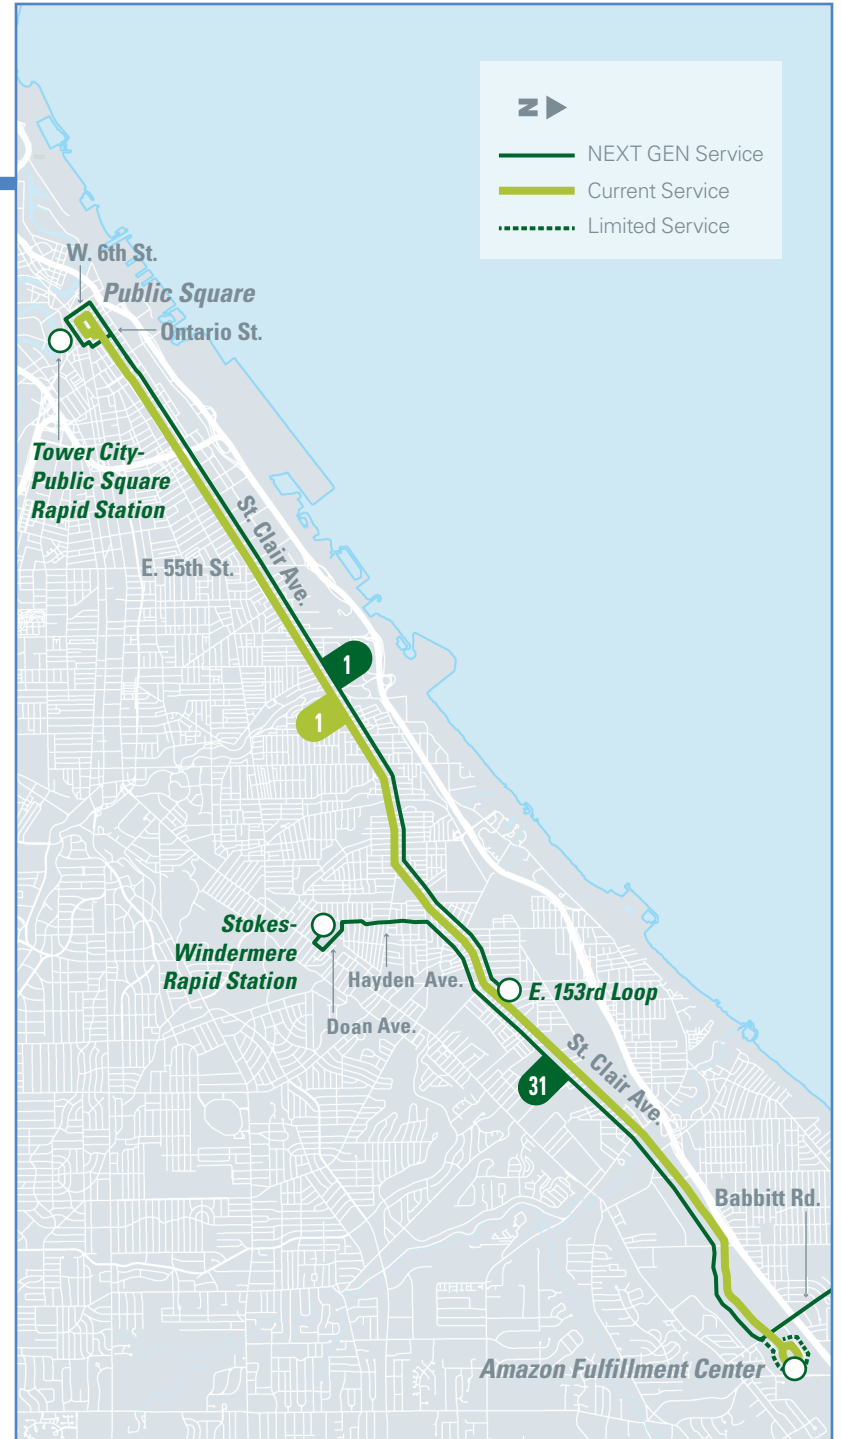 N
NEXT GEN Service
Current Service
Limited Service
W. 6th St.
Public Square
Ontario St.
Tower City-
Public Square
Rapid Station
St. Clair Ave.
E. 55th St.
1
1
Stokes-
Windermere
Rapid Station
Hayden Ave.
E. 153rd Loop
Doan Ave.
St. Clair Ave.
31
Babbitt Rd.
Amazon Fulfillment Center